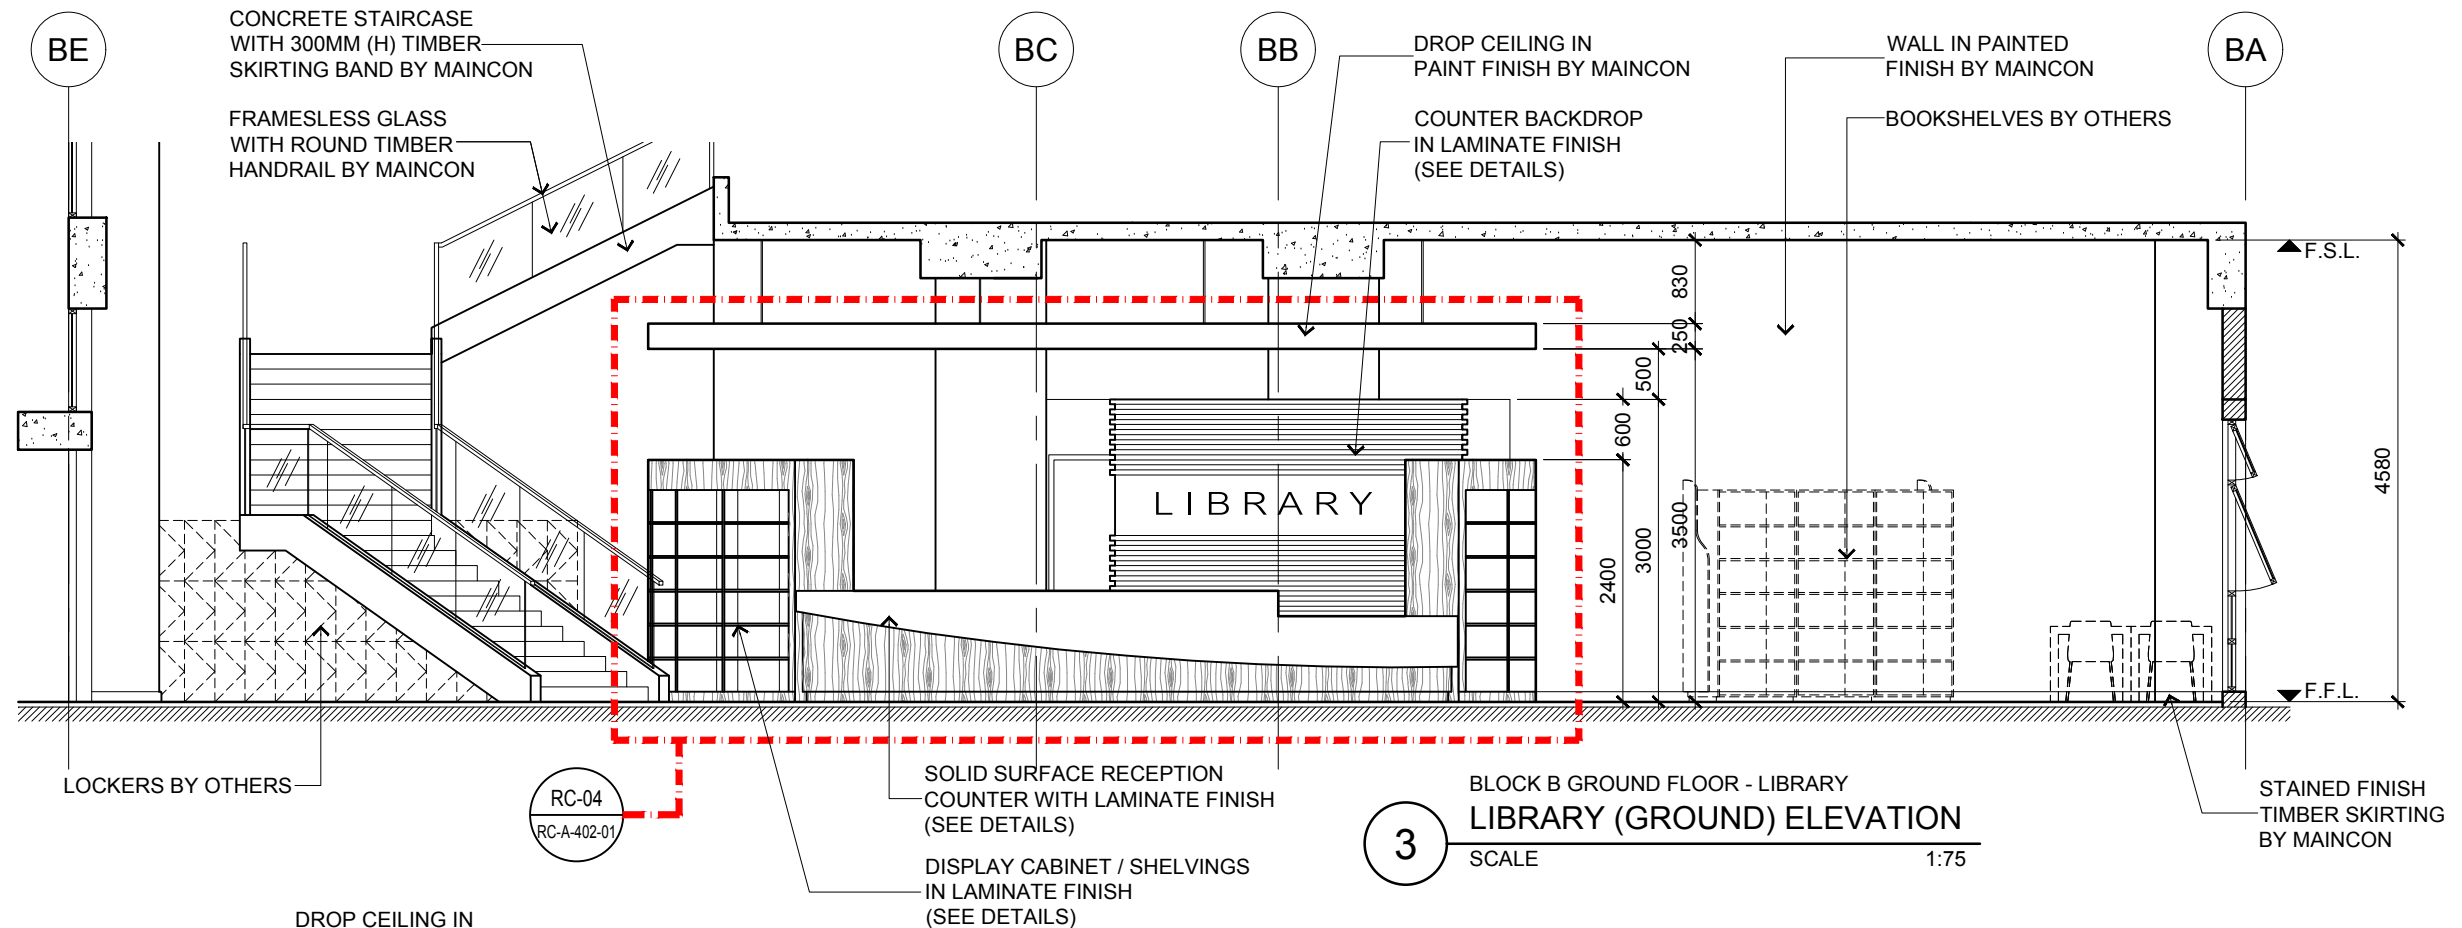 BE
CONCRETE STAIRCASE
WITH 300MM (H) TIMBER
SKIRTING BAND BY MAINCON
FRAMESLESS GLASS
WITH ROUND TIMBER
HANDRAIL BY MAINCON
BC
BB
DROP CEILING IN
PAINT FINISH BY MAINCON
COUNTER BACKDROP
IN LAMINATE FINISH
(SEE DETAILS)
WALL IN PAINTED
FINISH BY MAINCON
BOOKSHELVES BY OTHERS
BA
F.S.L.
830
250
500
600
4580
3500
3000
2400
LIBRARY
F.F.L.
LOCKERS BY OTHERS
RC-04
RC-A-402-01
SOLID SURFACE RECEPTION
COUNTER WITH LAMINATE FINISH
(SEE DETAILS)
DISPLAY CABINET / SHELVINGS
IN LAMINATE FINISH
(SEE DETAILS)
3
BLOCK B GROUND FLOOR - LIBRARY
LIBRARY (GROUND) ELEVATION
SCALE 1:75
STAINED FINISH
TIMBER SKIRTING
BY MAINCON
DROP CEILING IN